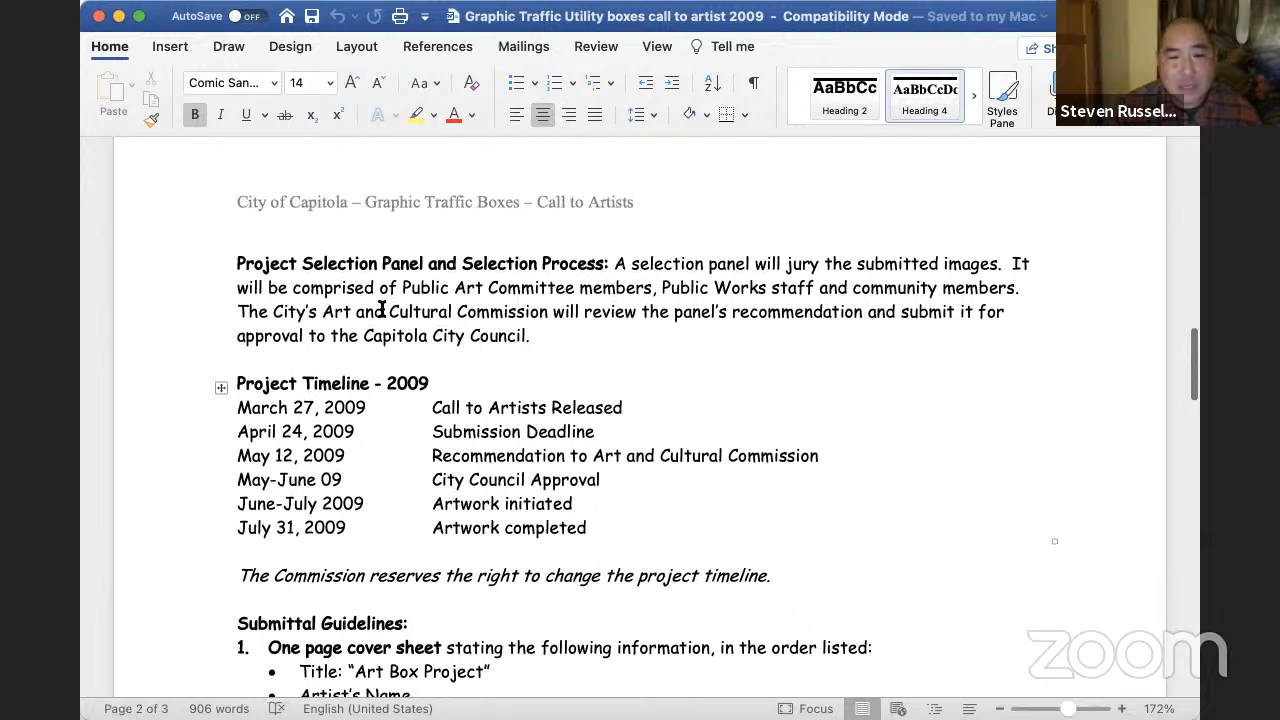 AutoSave OFF
Graphic Traffic Utility boxes call to artist 2009 - Compatibility Mode — Saved to my Mac
Home Insert Draw Design Layout References Mailings Review View Tell me
Paste
Comic San... 14
Aa
B I U ab x₂ x² A A
AaBbCc
Heading 2
AaBbCcDc
Heading 4
Styles
Pane
Steven Russel...
City of Capitola – Graphic Traffic Boxes – Call to Artists
Project Selection Panel and Selection Process: A selection panel will jury the submitted images. It
will be comprised of Public Art Committee members, Public Works staff and community members.
The City's Art and Cultural Commission will review the panel's recommendation and submit it for
approval to the Capitola City Council.
Project Timeline - 2009
March 27, 2009 Call to Artists Released
April 24, 2009 Submission Deadline
May 12, 2009 Recommendation to Art and Cultural Commission
May-June 09 City Council Approval
June-July 2009 Artwork initiated
July 31, 2009 Artwork completed
The Commission reserves the right to change the project timeline.
Submittal Guidelines:
1. One page cover sheet stating the following information, in the order listed:
• Title: "Art Box Project"
• Artist's Name
zoom
Page 2 of 3 906 words English (United States) Focus 172%